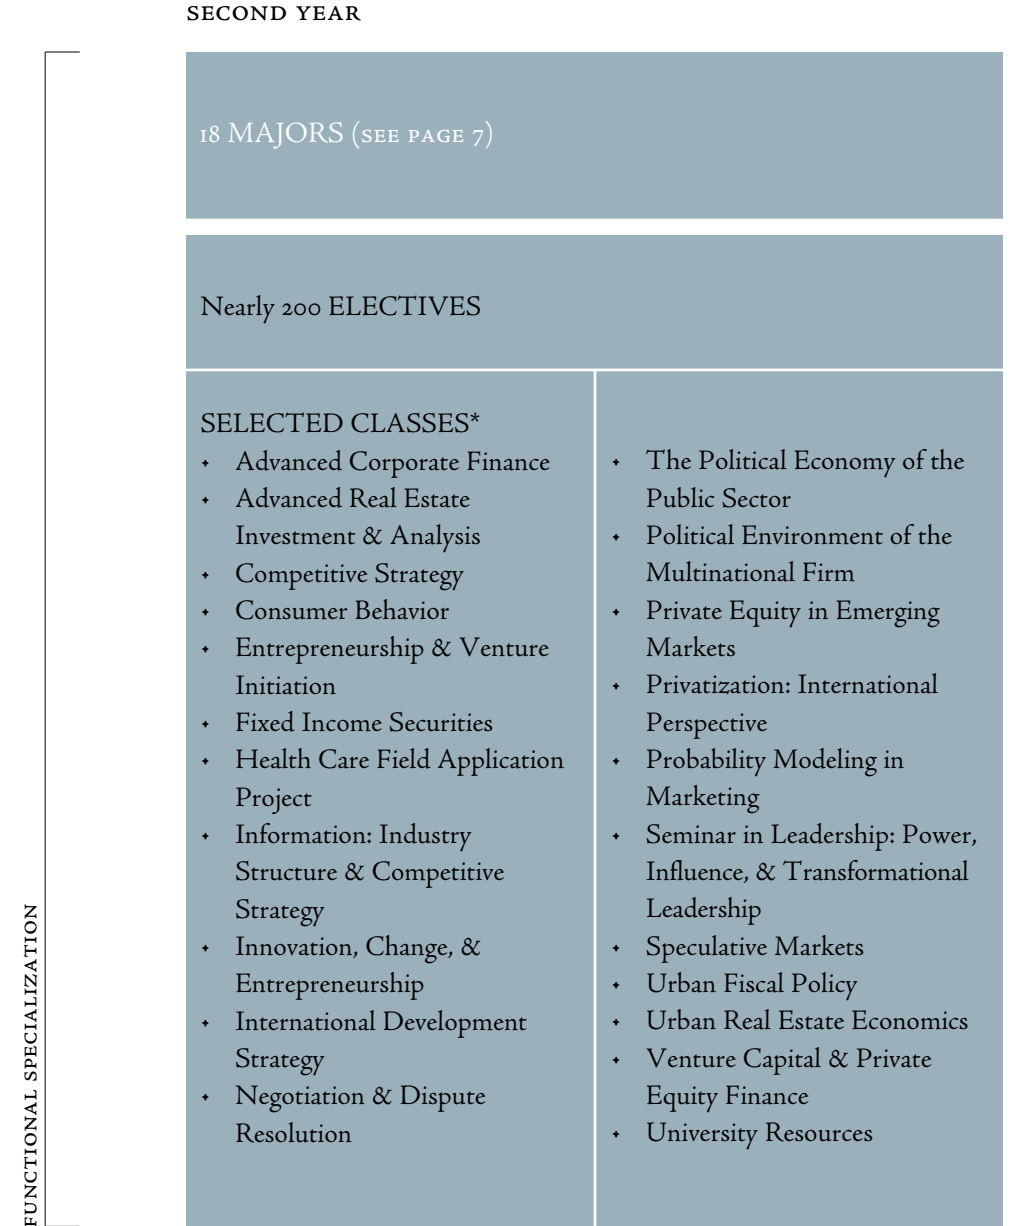 SECOND YEAR
18 MAJORS (SEE PAGE 7)
Nearly 200 ELECTIVES
SELECTED CLASSES*
• Advanced Corporate Finance
• Advanced Real Estate
Investment & Analysis
• Competitive Strategy
• Consumer Behavior
• Entrepreneurship & Venture
Initiation
• Fixed Income Securities
• Health Care Field Application
Project
• Information: Industry
Structure & Competitive
Strategy
• Innovation, Change, &
Entrepreneurship
• International Development
Strategy
• Negotiation & Dispute
Resolution
• The Political Economy of the
Public Sector
• Political Environment of the
Multinational Firm
• Private Equity in Emerging
Markets
• Privatization: International
Perspective
• Probability Modeling in
Marketing
• Seminar in Leadership: Power,
Influence, & Transformational
Leadership
• Speculative Markets
• Urban Fiscal Policy
• Urban Real Estate Economics
• Venture Capital & Private
Equity Finance
• University Resources
FUNCTIONAL SPECIALIZATION